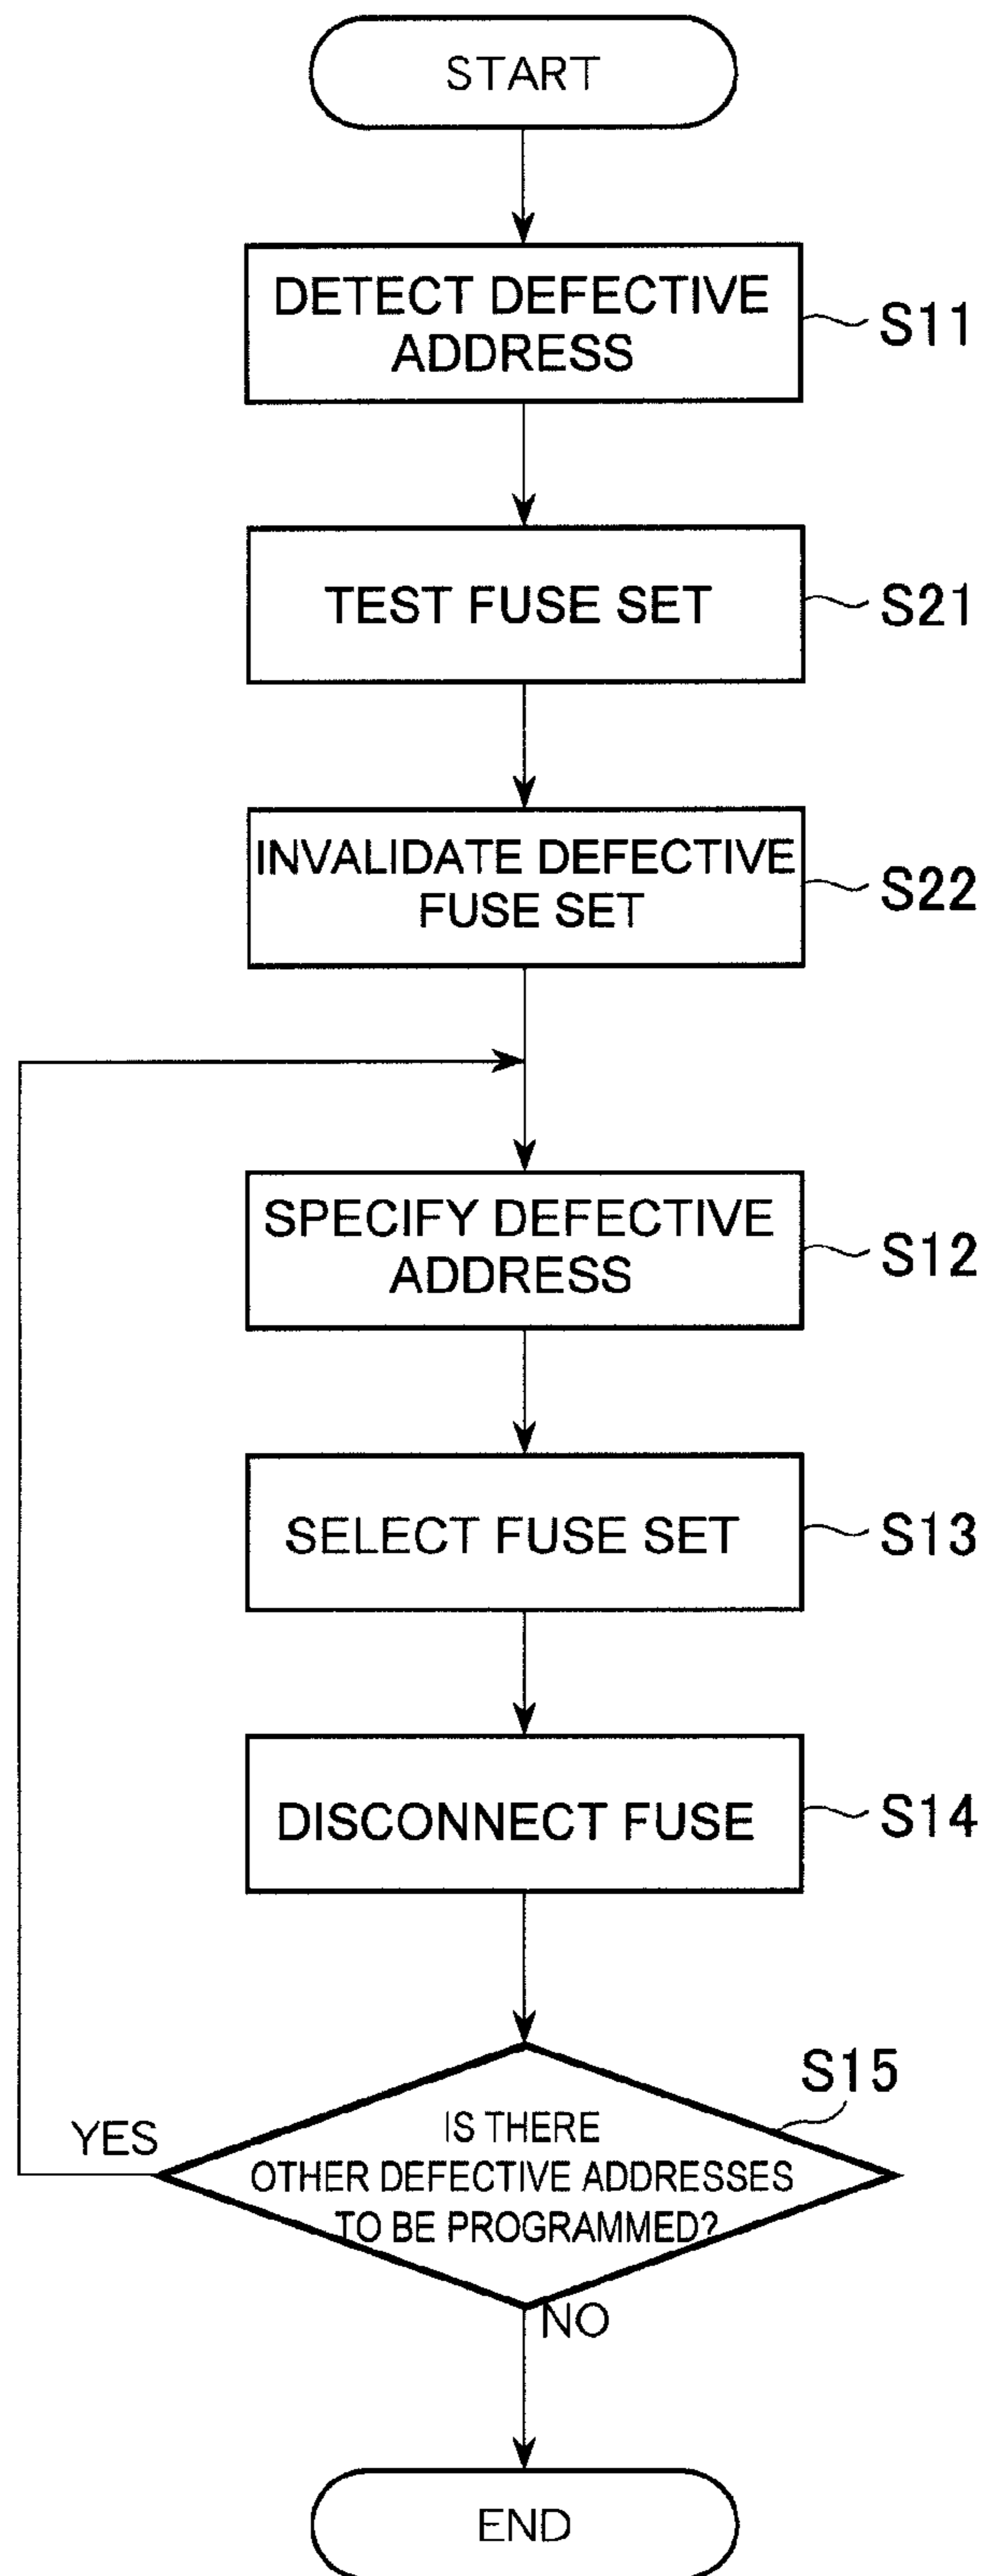 START
DETECT DEFECTIVE
ADDRESS
S11
TEST FUSE SET
S21
INVALIDATE DEFECTIVE
FUSE SET
S22
SPECIFY DEFECTIVE
ADDRESS
S12
SELECT FUSE SET
S13
DISCONNECT FUSE
S14
S15
YES
IS THERE
OTHER DEFECTIVE ADDRESSES
TO BE PROGRAMMED?
NO
END